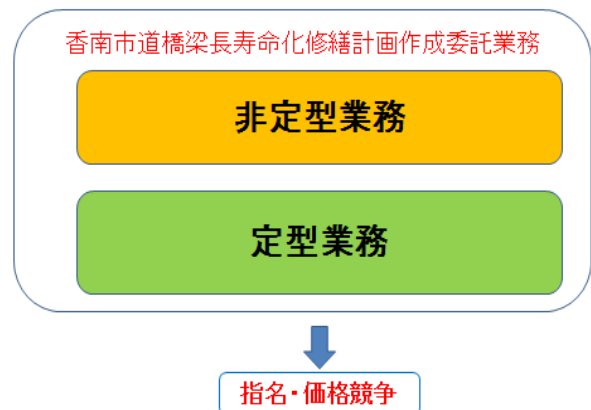 香南市道橋梁長寿命化修繕計画作成委託業務
非定型業務
定型業務
指名・価格競争